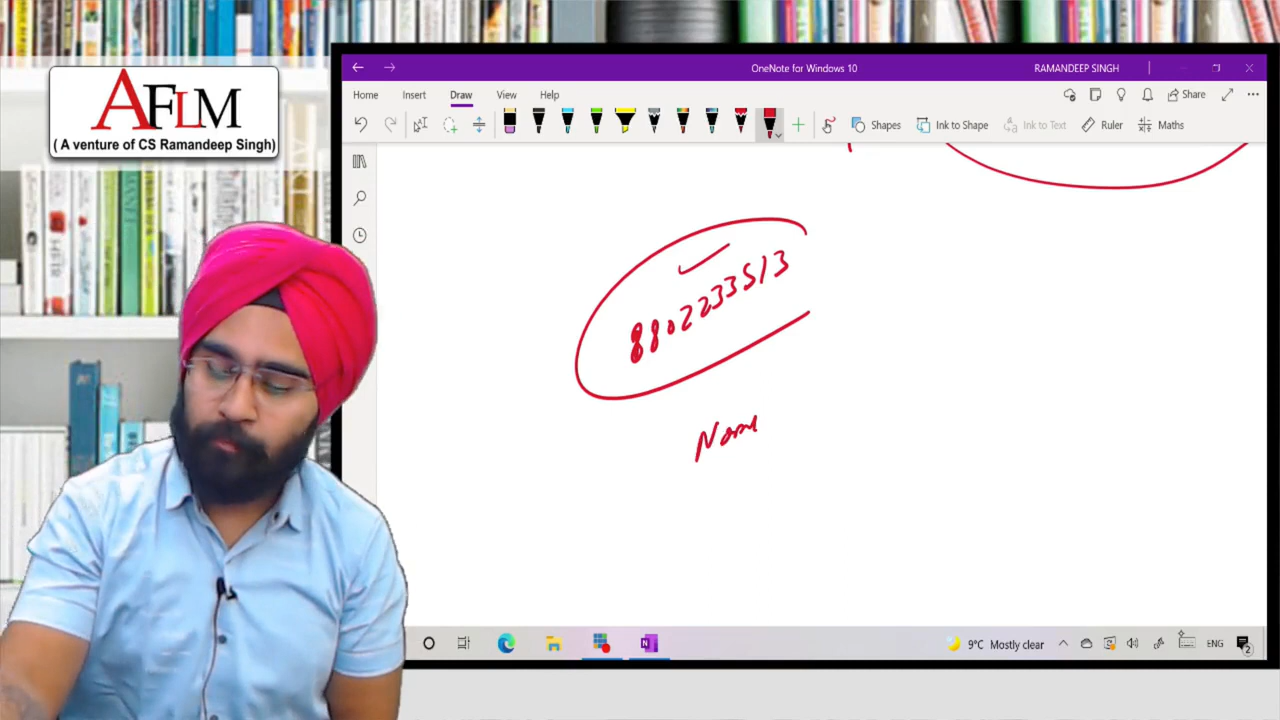 AFLM
( A venture of CS Ramandeep Singh)
OneNote for Windows 10
RAMANDEEP SINGH
Home Insert Draw View Help
Share
Shapes Ink to Shape Ink to Text Ruler Maths
8802233513
Name
9°C Mostly clear
ENG
2